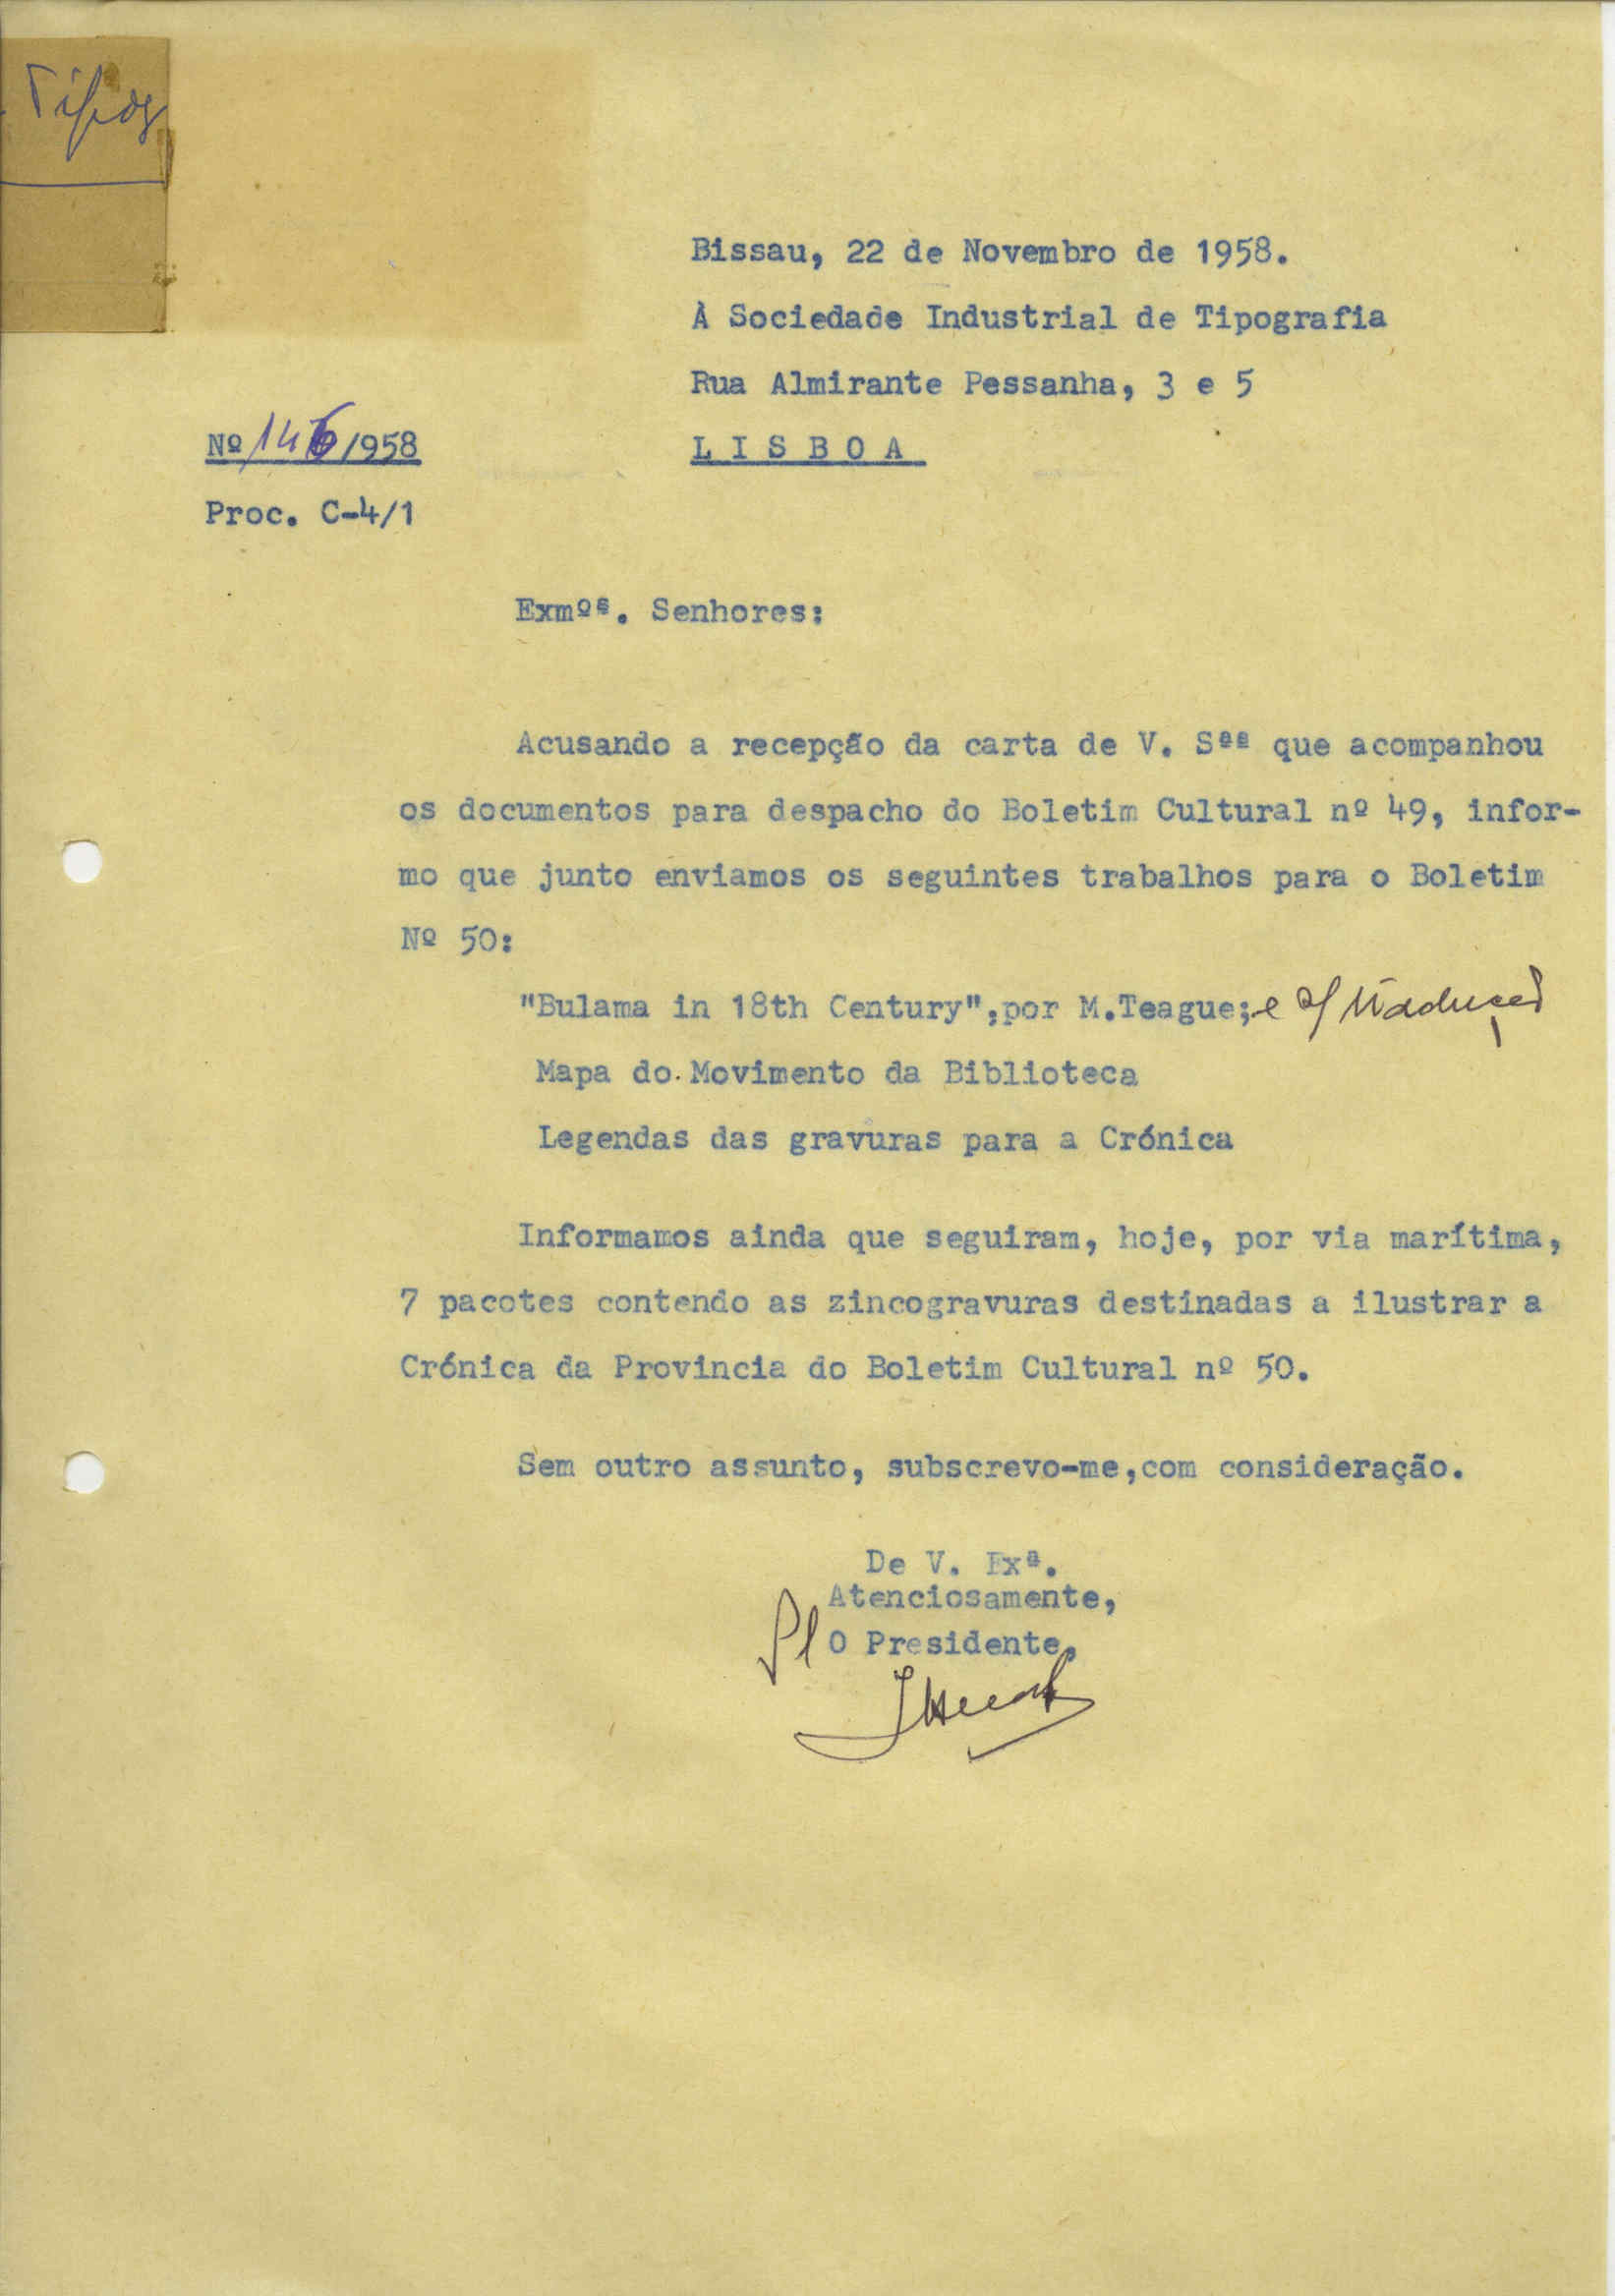 Bissau, 22 de Novembro de 1958.
À Sociedade Industrial de Tipografia
Rua Almirante Pessanha, 3 e 5
L I S B O A
Nº 146/1958
Proc. C-4/1
Exmºˢ. Senhores:
Acusando a recepção da carta de V. Sªª que acompanhou
os documentos para despacho do Boletim Cultural nº 49, infor-
mo que junto enviamos os seguintes trabalhos para o Boletim
Nº 50:
"Bulama in 18th Century",por M.Teague; e
Mapa do Movimento da Biblioteca
Legendas das gravuras para a Crónica
Informamos ainda que seguiram, hoje, por via marítima,
7 pacotes contendo as zincogravuras destinadas a ilustrar a
Crónica da Provincia do Boletim Cultural nº 50.
Sem outro assunto, subscrevo-me,com consideração.
De V. Exª.
Atenciosamente,
O Presidente,